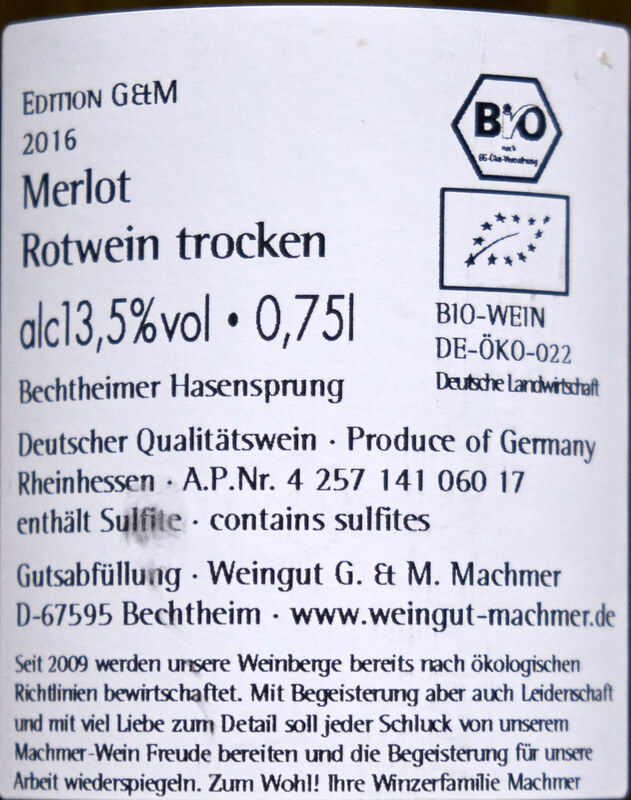 EDITION G&M
2016
Merlot
Rotwein trocken
alc13,5%vol • 0,75l
Bechtheimer Hasensprung
BIO
nach
EG-Öko-Verordnung
BIO-WEIN
DE-ÖKO-022
Deutsche Landwirtschaft
Deutscher Qualitätswein · Produce of Germany
Rheinhessen · A.P.Nr. 4 257 141 060 17
enthält Sulfite · contains sulfites
Gutsabfüllung · Weingut G. & M. Machmer
D-67595 Bechtheim · www.weingut-machmer.de
Seit 2009 werden unsere Weinberge bereits nach ökologischen
Richtlinien bewirtschaftet. Mit Begeisterung aber auch Leidenschaft
und mit viel Liebe zum Detail soll jeder Schluck von unserem
Machmer-Wein Freude bereiten und die Begeisterung für unsere
Arbeit wiederspiegeln. Zum Wohl! Ihre Winzerfamilie Machmer